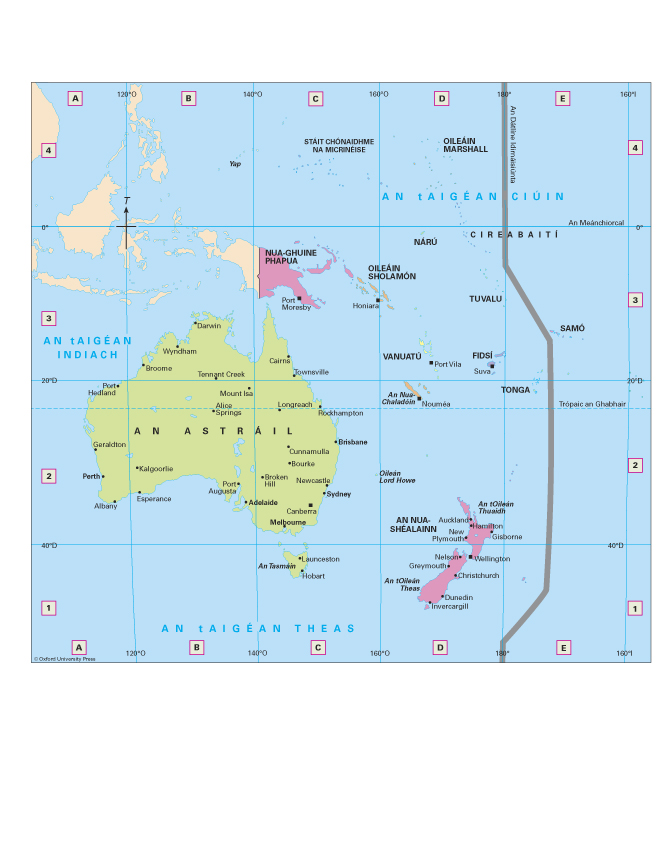 A B C D E
120°O 140°O 160°O 180° 160°I
An Dátlíne Idirnáisiúnta
4 4
STÁIT CHÓNAIDHME
NA MICRINÉISE
OILEÁIN
MARSHALL
Yap
AN tAIGÉAN CIÚIN
T
An Meánchiorcal
0° 0°
CIREABAITÍ
NÁRÚ
NUA-GHUINE
PHAPUA
OILEÁIN
SHOLAMÓN
Port
Moresby
Honiara
TUVALU
3 3
Darwin
SAMÓ
AN tAIGÉAN
INDIACH
Wyndham
Broome
Cairns
VANUATÚ
Port Vila
FIDSÍ
Suva
Tennant Creek
Townsville
20°D
Port
Hedland
Mount Isa
TONGA
An Nua-
Chaladóin
Nouméa
Alice
Springs
Longreach
Rockhampton
Trópaic an Ghabhair
AN ASTRÁIL
Geraldton
Brisbane
Cunnamulla
Bourke
Kalgoorlie
2 2
Perth
Port
Augusta
Broken
Hill
Newcastle
Oileán
Lord Howe
Esperance
Sydney
Albany
Adelaide
Canberra
Melbourne
An tOileán
Thuaidh
AN NUA-
SHÉALAINN
Auckland
Hamilton
New
Plymouth
Gisborne
40°D 40°D
Launceston
An Tasmáin
Hobart
Nelson
Wellington
Greymouth
Christchurch
An tOileán
Theas
Dunedin
Invercargill
1 1
AN tAIGÉAN THEAS
A B C D E
120°O 140°O 160°O 180° 160°I
© Oxford University Press